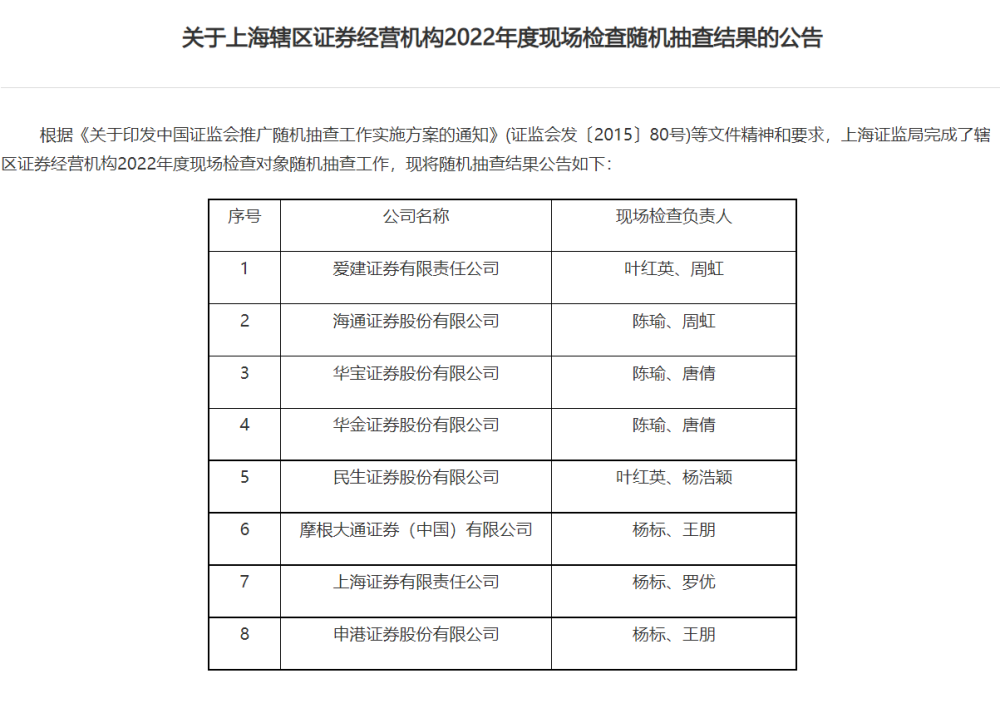 关于上海辖区证券经营机构2022年度现场检查随机抽查结果的公告
根据《关于印发中国证监会推广随机抽查工作实施方案的通知》(证监会发〔2015〕80号)等文件精神和要求，上海证监局完成了辖
区证券经营机构2022年度现场检查对象随机抽查工作，现将随机抽查结果公告如下：
序号 公司名称 现场检查负责人
1 爱建证券有限责任公司 叶红英、周虹
2 海通证券股份有限公司 陈瑜、周虹
3 华宝证券股份有限公司 陈瑜、唐倩
4 华金证券股份有限公司 陈瑜、唐倩
5 民生证券股份有限公司 叶红英、杨浩颖
6 摩根大通证券（中国）有限公司 杨标、王朋
7 上海证券有限责任公司 杨标、罗优
8 申港证券股份有限公司 杨标、王朋